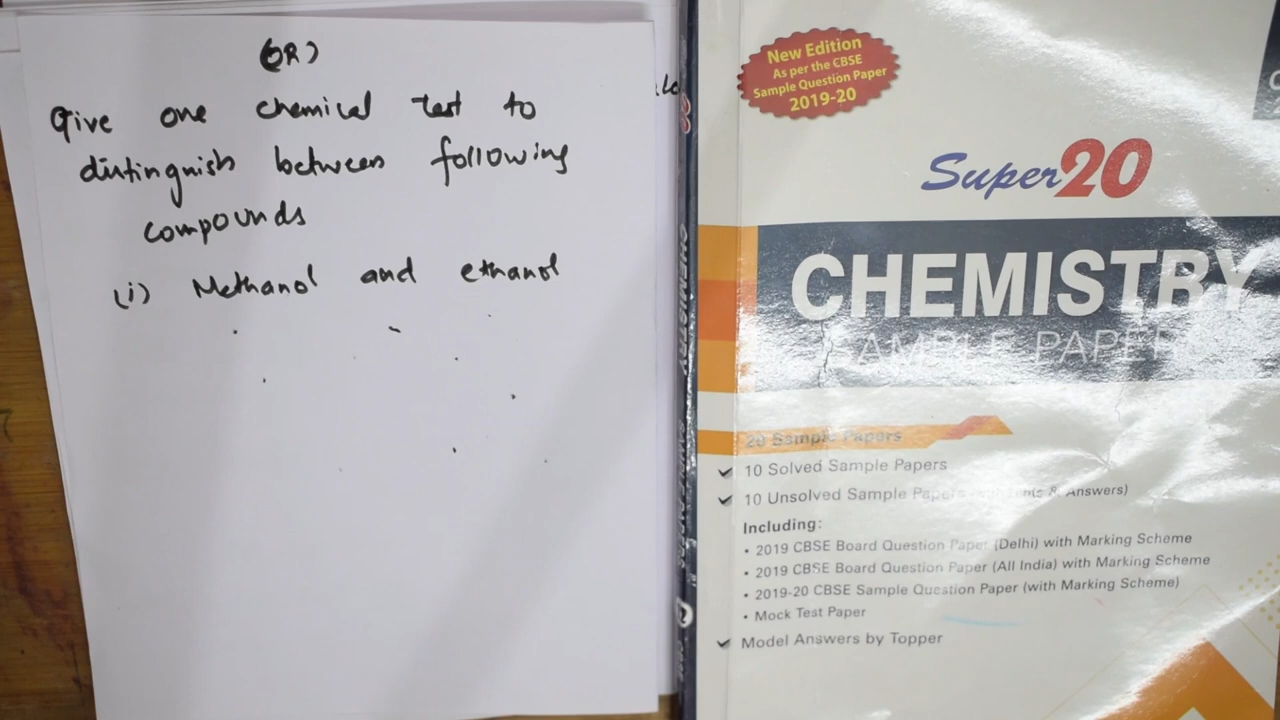 (OR)
Give one chemical test to
distinguish between following
compounds
(i) Methanol and ethanol
New Edition
As per the CBSE
Sample Question Paper
2019-20
Super20
CHEMISTRY
SAMPLE PAPER
20 Sample Papers
10 Solved Sample Papers
10 Unsolved Sample Papers & Answers)
Including:
• 2019 CBSE Board Question Paper (Delhi) with Marking Scheme
• 2019 CBSE Board Question Paper (All India) with Marking Scheme
• 2019-20 CBSE Sample Question Paper (with Marking Scheme)
• Mock Test Paper
Model Answers by Topper